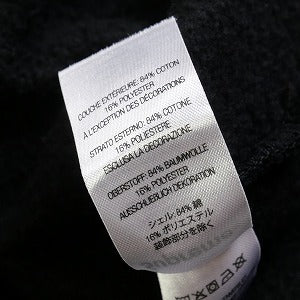 COUCHE EXTÉRIEURE: 84% COTON
16% POLYESTER
À L'EXCEPTION DES ÉLÉMENTS DÉCORATIFS
STRATO ESTERNO: 84% COTONE
16% POLIESTERE
ESCLUSA LA DECORAZIONE
OBERSTOFF: 84% BAUMWOLLE
16% POLYESTER
AUSSCHLIEßLICH DEKORATION
シェル: 84% 綿
16% ポリエステル
装飾部分を除く